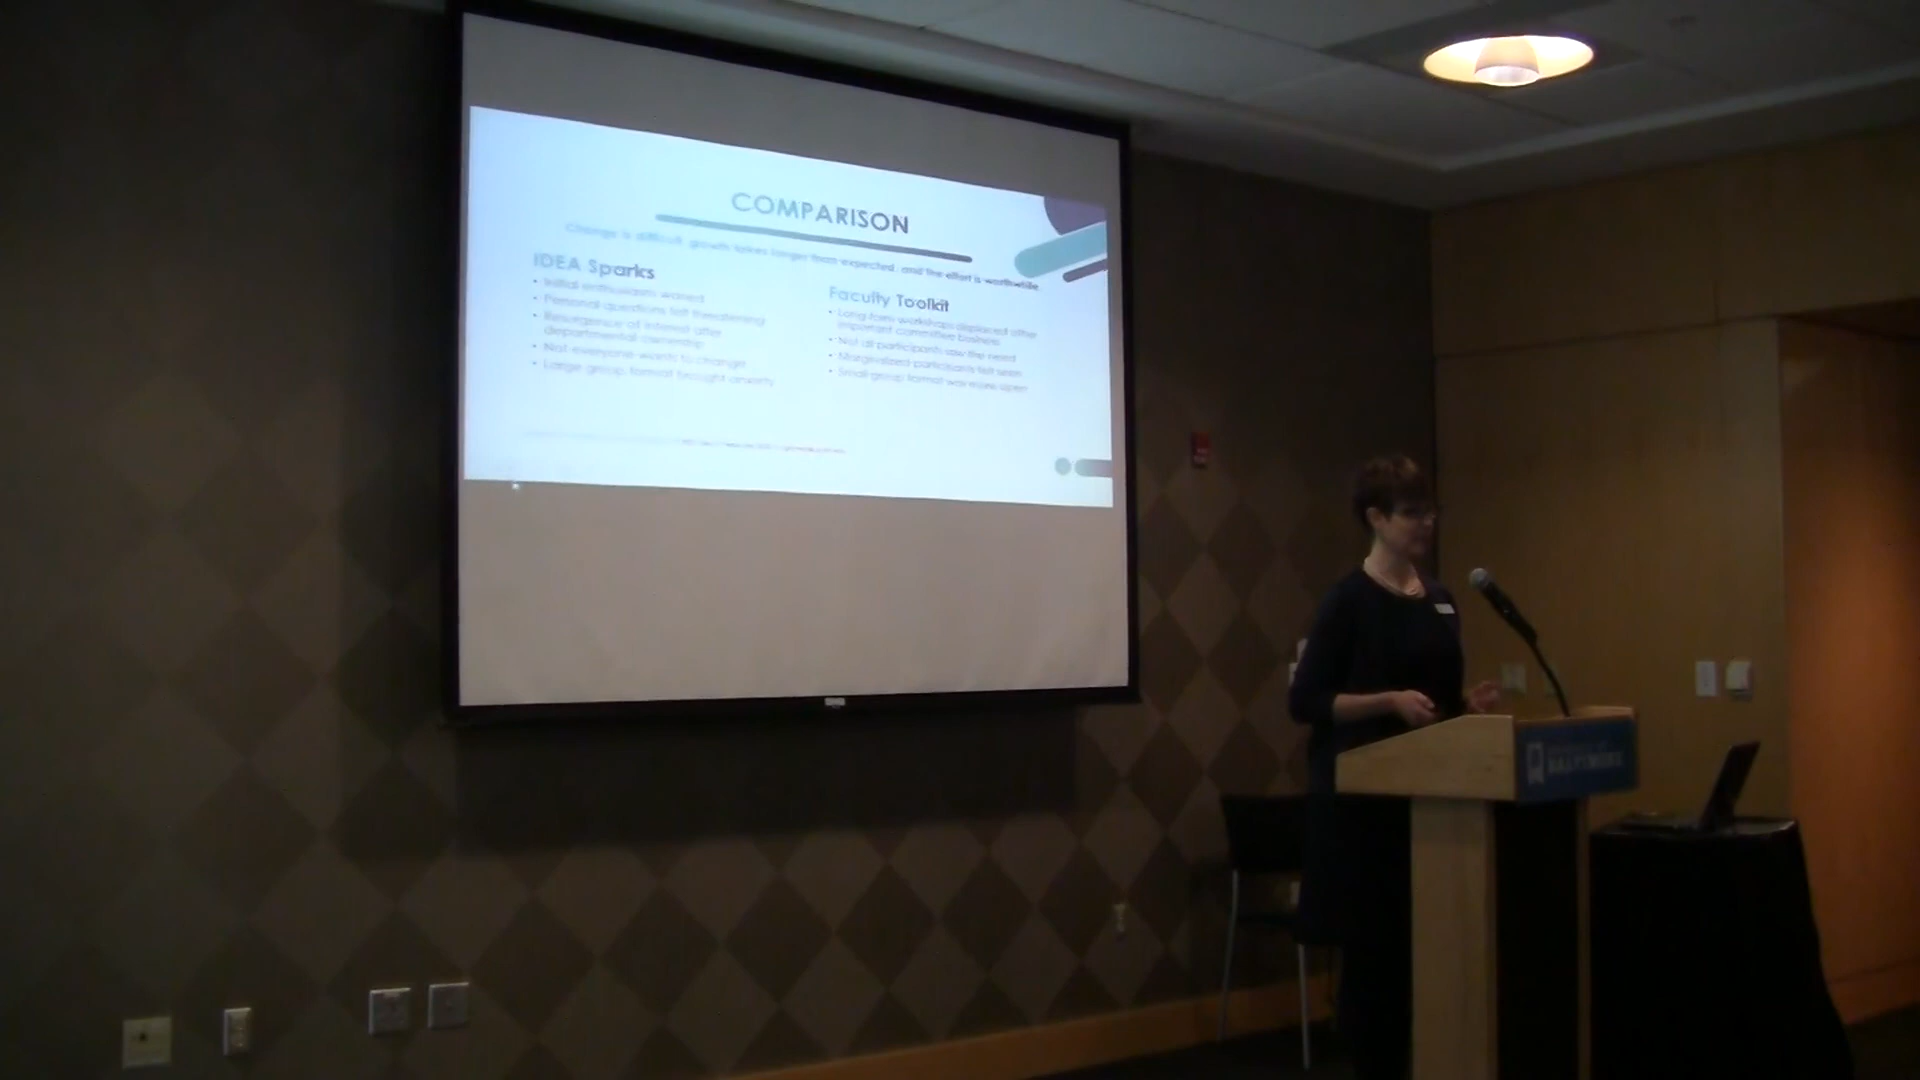 COMPARISON
Change is difficult, growth takes longer than expected, and the effort is worthwhile
IDEA Sparks
• Initial enthusiasm waned
• Personal questions felt threatening
• Resurgence of interest after
departmental ownership
• Not everyone wants to change
• Large group format brought anxiety
Faculty Toolkit
• Long-form workshops displaced other
important committee business
• Not all participants saw the need
• Marginalized participants felt seen
• Small group format was more open
BALTIMORE